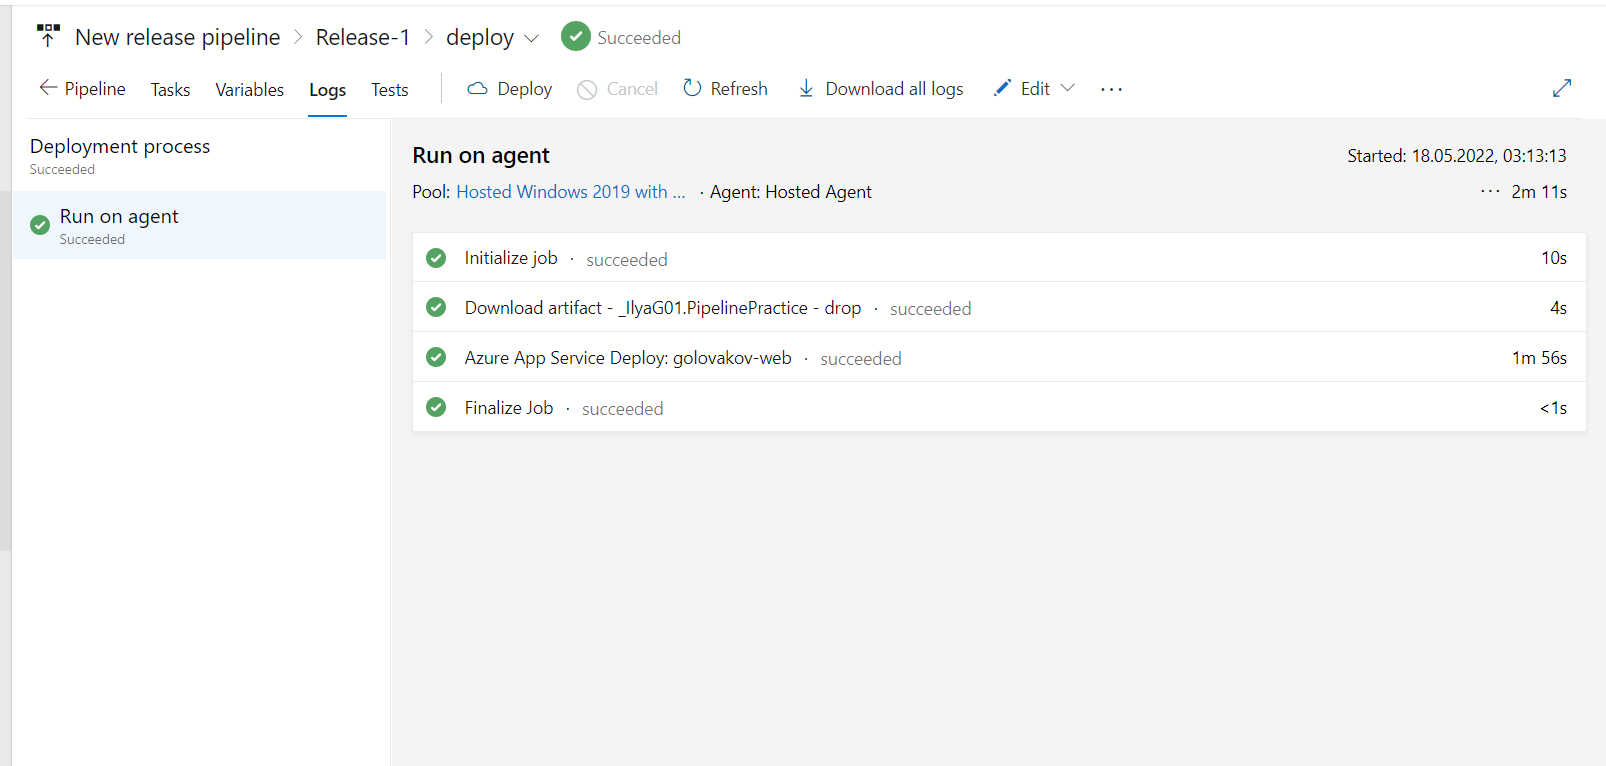 New release pipeline > Release-1 > deploy Succeeded
Pipeline Tasks Variables Logs Tests Deploy Cancel Refresh Download all logs Edit ...
Deployment process
Succeeded
Run on agent
Succeeded
Run on agent
Started: 18.05.2022, 03:13:13
Pool: Hosted Windows 2019 with ... · Agent: Hosted Agent
... 2m 11s
Initialize job · succeeded 10s
Download artifact - _IlyaG01.PipelinePractice - drop · succeeded 4s
Azure App Service Deploy: golovakov-web · succeeded 1m 56s
Finalize Job · succeeded <1s